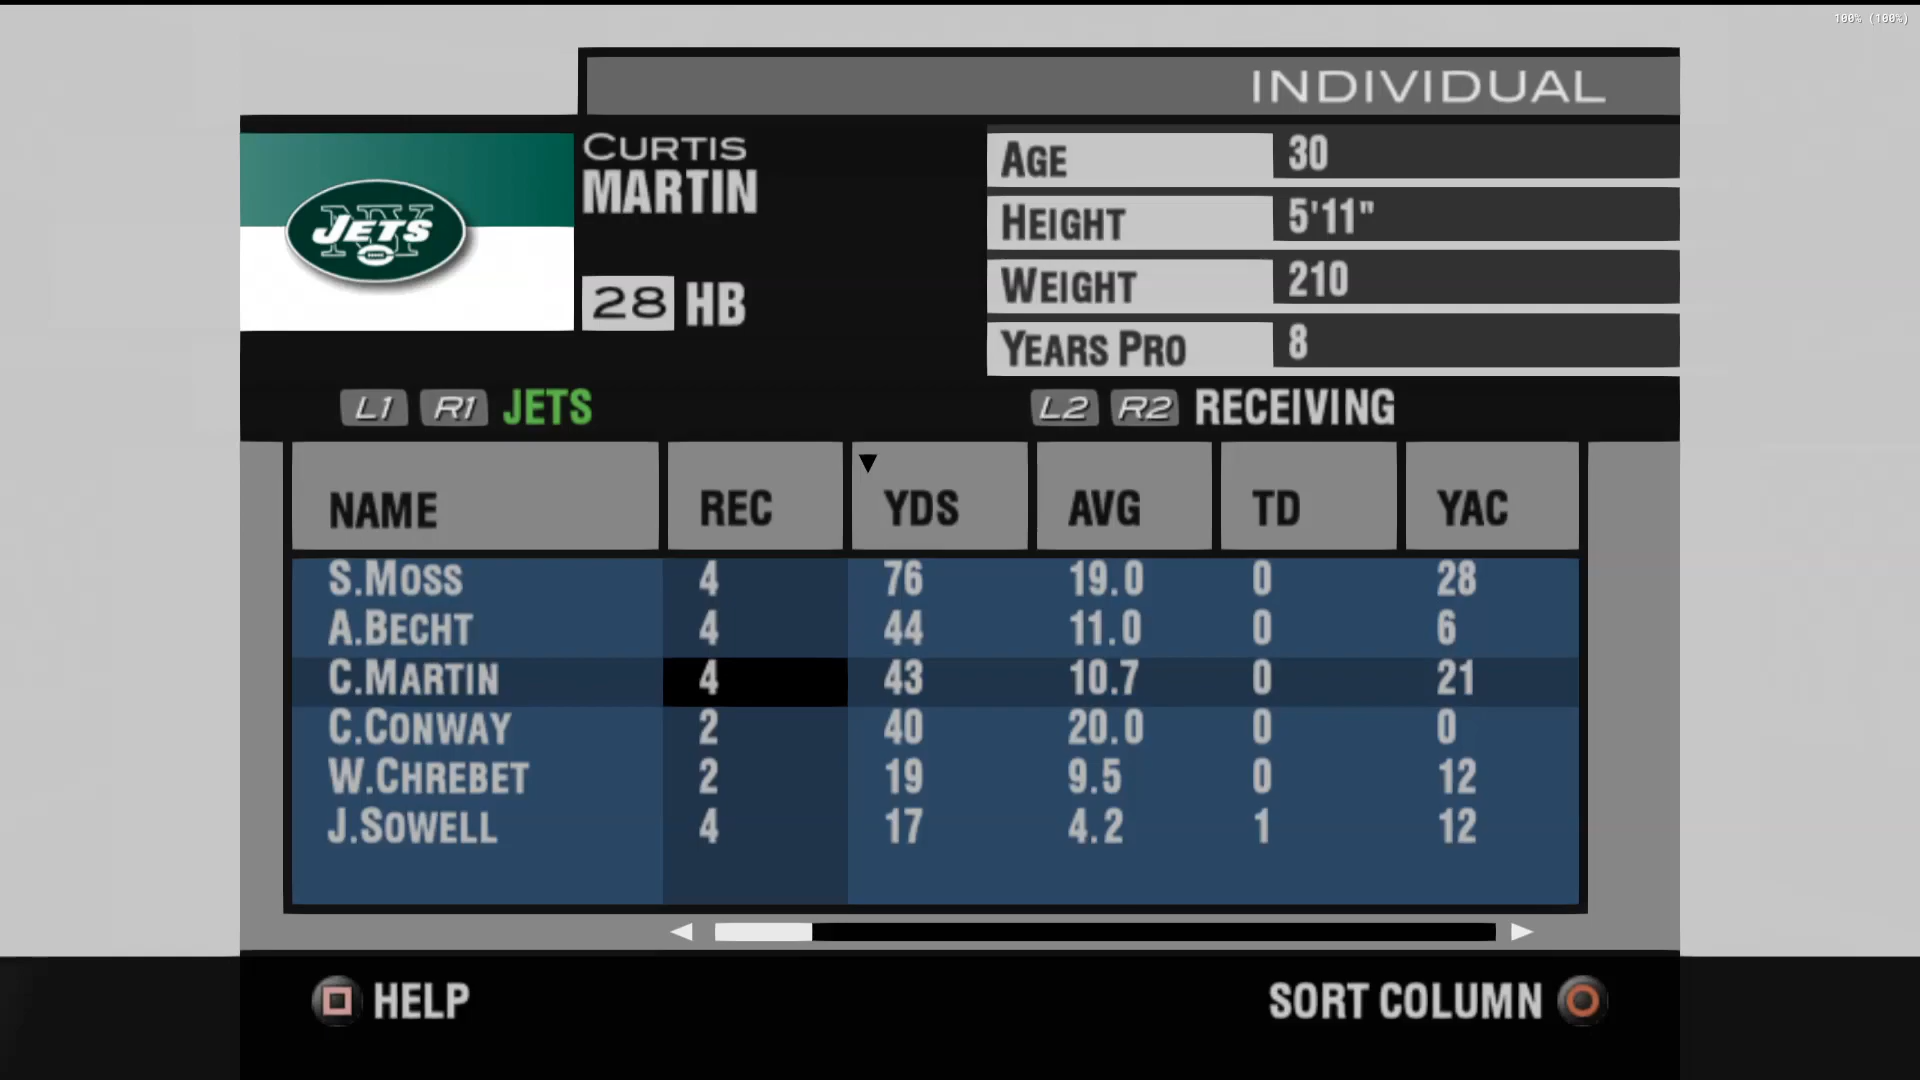 100% (100%)
INDIVIDUAL
CURTIS
MARTIN
28 HB
AGE 30
HEIGHT 5'11"
WEIGHT 210
YEARS PRO 8
NY JETS
L1 R1 JETS L2 R2 RECEIVING
NAME REC YDS AVG TD YAC
S.MOSS 4 76 19.0 0 28
A.BECHT 4 44 11.0 0 6
C.MARTIN 4 43 10.7 0 21
C.CONWAY 2 40 20.0 0 0
W.CHREBET 2 19 9.5 0 12
J.SOWELL 4 17 4.2 1 12
HELP SORT COLUMN